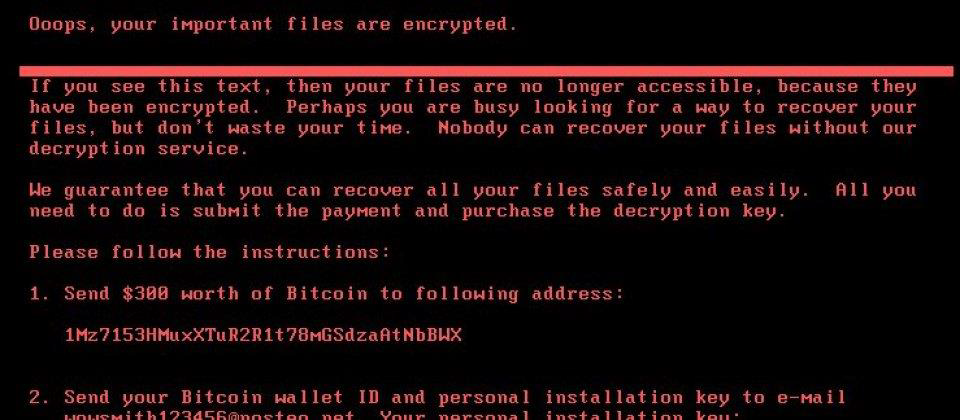 Ooops, your important files are encrypted.
If you see this text, then your files are no longer accessible, because they
have been encrypted.  Perhaps you are busy looking for a way to recover your
files, but don't waste your time.  Nobody can recover your files without our
decryption service.
We guarantee that you can recover all your files safely and easily.  All you
need to do is submit the payment and purchase the decryption key.
Please follow the instructions:
1. Send $300 worth of Bitcoin to following address:
1Mz7153HMuxXTuR2R1t78mGSdzaAtNbBWX
2. Send your Bitcoin wallet ID and personal installation key to e-mail
wowsmith123456@posteo.net. Your personal installation key: